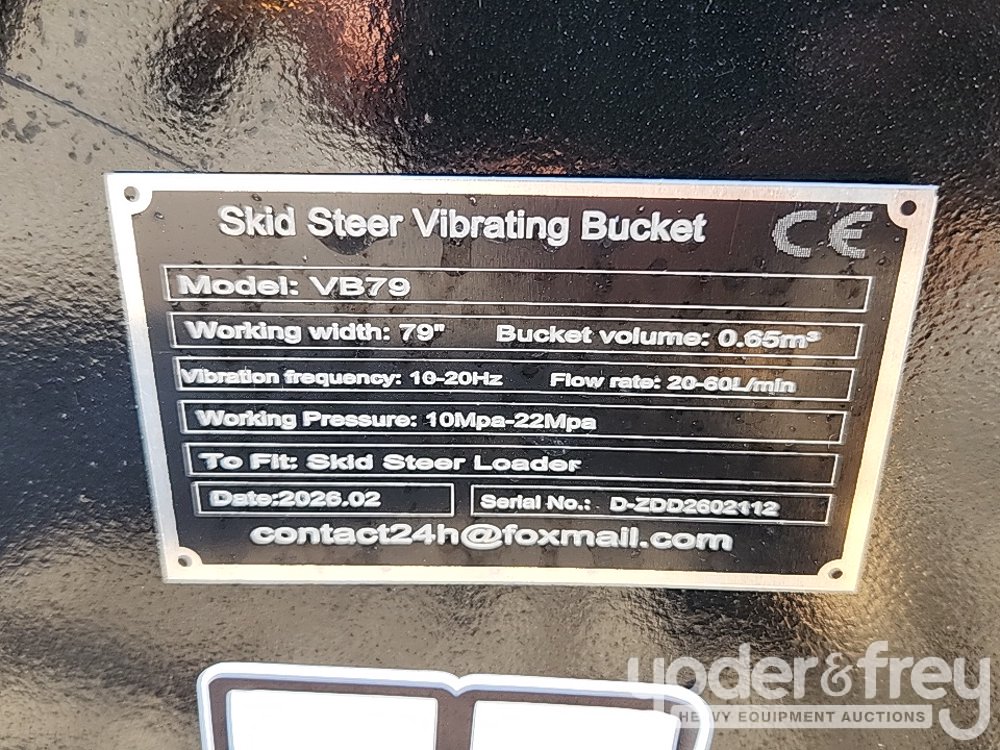 Skid Steer Vibrating Bucket CE
Model: VB79
Working width: 79" Bucket volume: 0.65m³
Vibration frequency: 10-20Hz Flow rate: 20-60L/min
Working Pressure: 10Mpa-22Mpa
To Fit: Skid Steer Loader
Date:2026.02 Serial No.: D-ZDD2602112
contact24h@foxmail.com
yoder&frey
HEAVY EQUIPMENT AUCTIONS